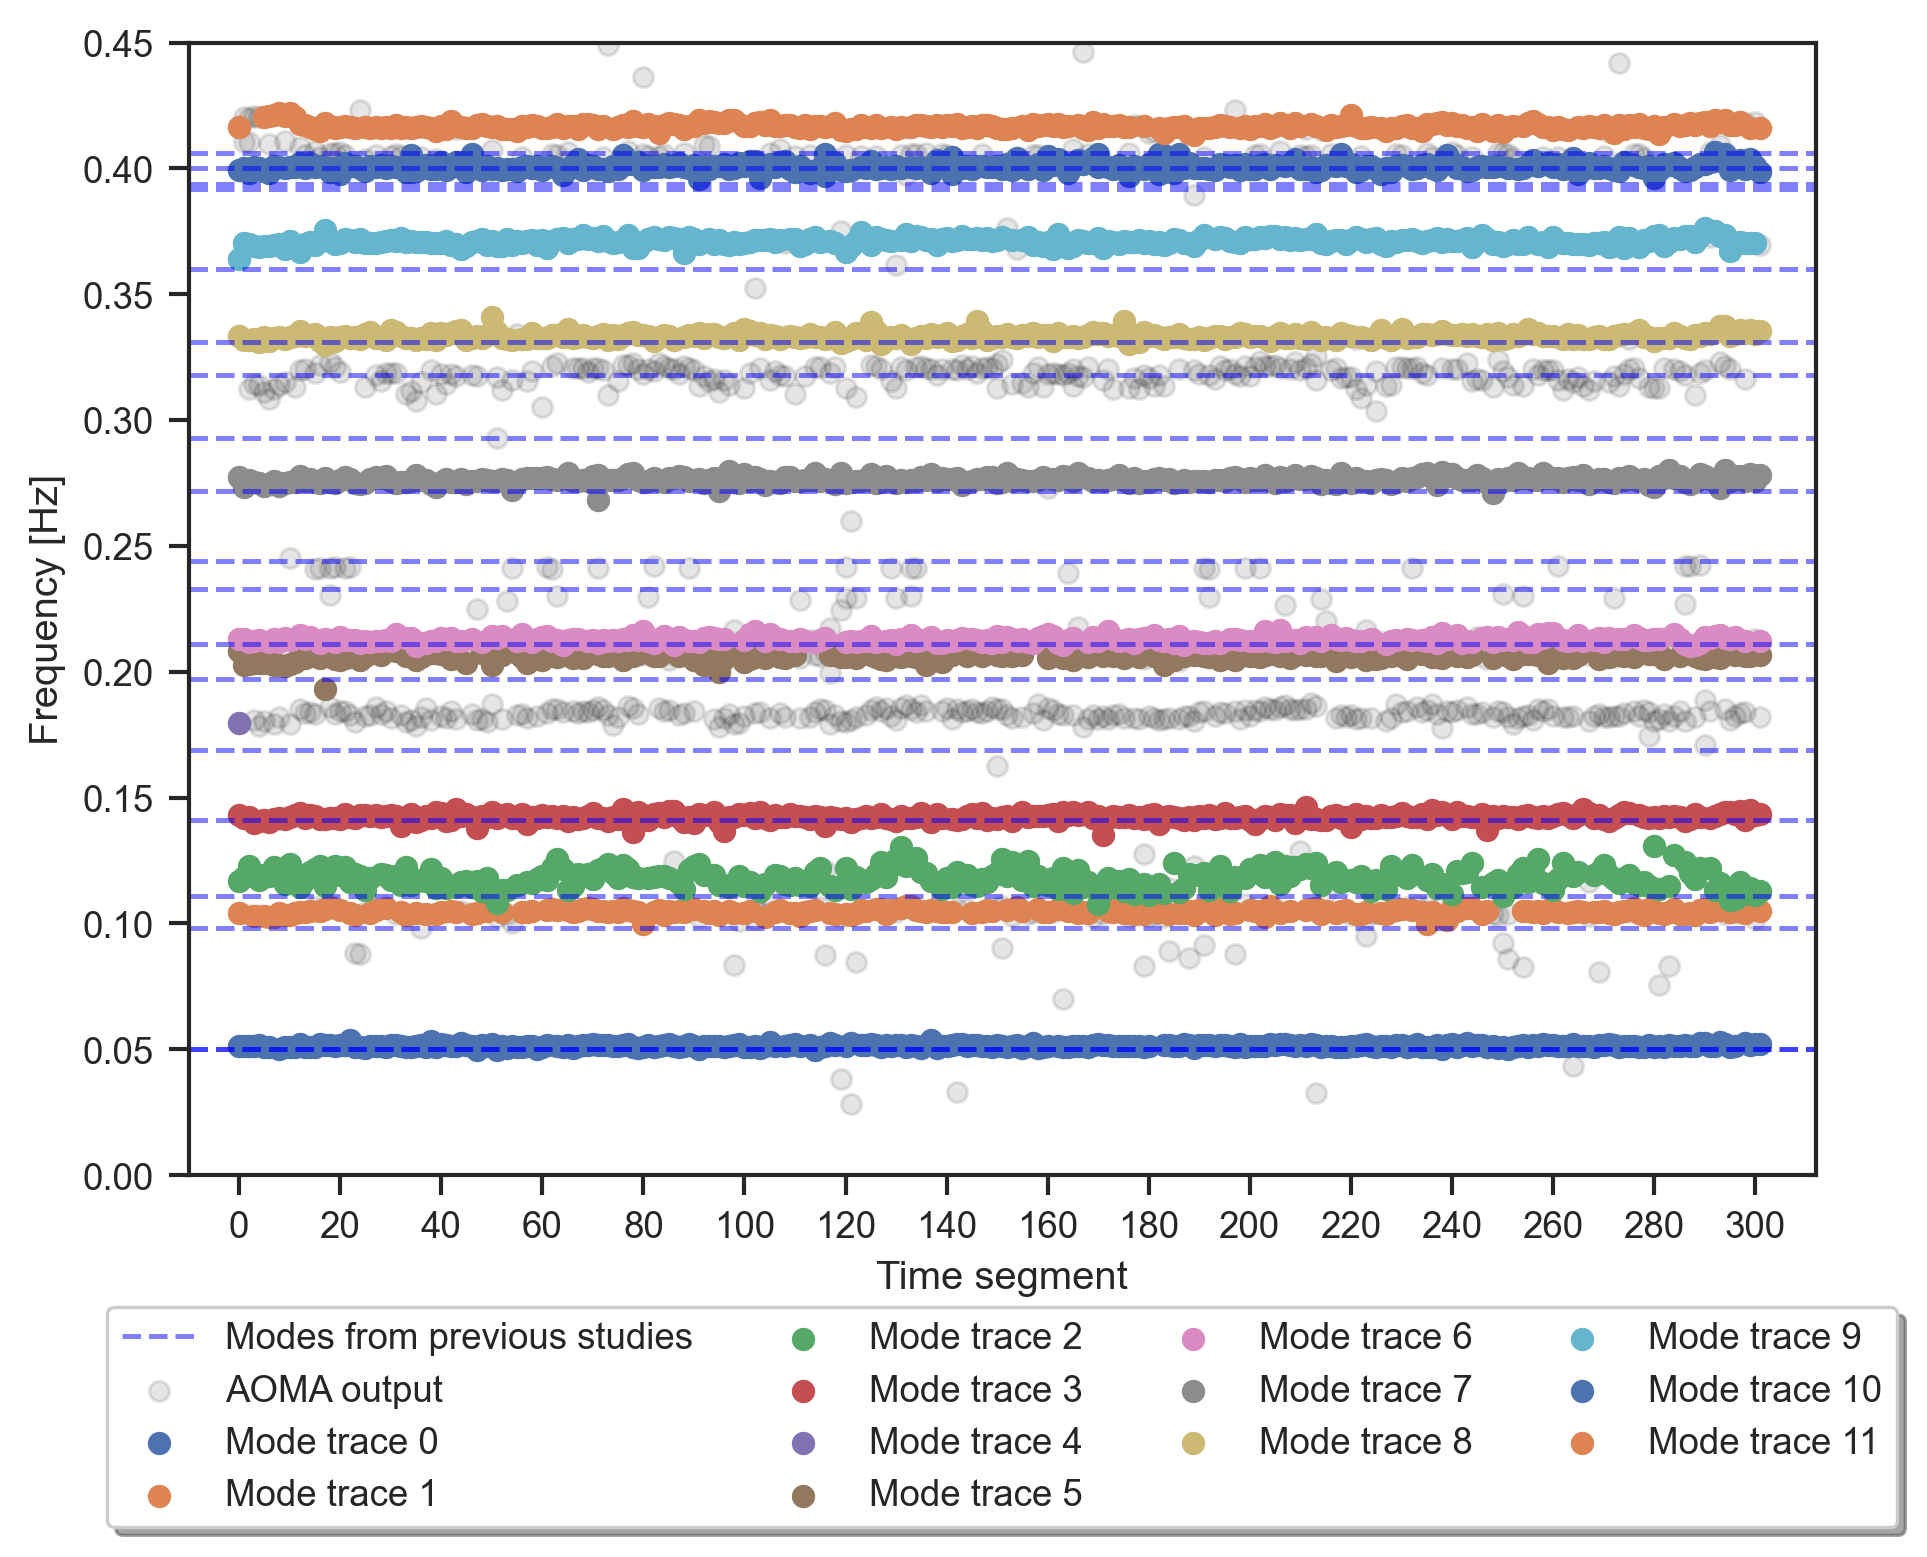 0.45
0.40
0.35
0.30
0.25
0.20
0.15
0.10
0.05
0.00
Frequency [Hz]
0 20 40 60 80 100 120 140 160 180 200 220 240 260 280 300
Time segment
Modes from previous studies
AOMA output
Mode trace 0
Mode trace 1
Mode trace 2
Mode trace 3
Mode trace 4
Mode trace 5
Mode trace 6
Mode trace 7
Mode trace 8
Mode trace 9
Mode trace 10
Mode trace 11